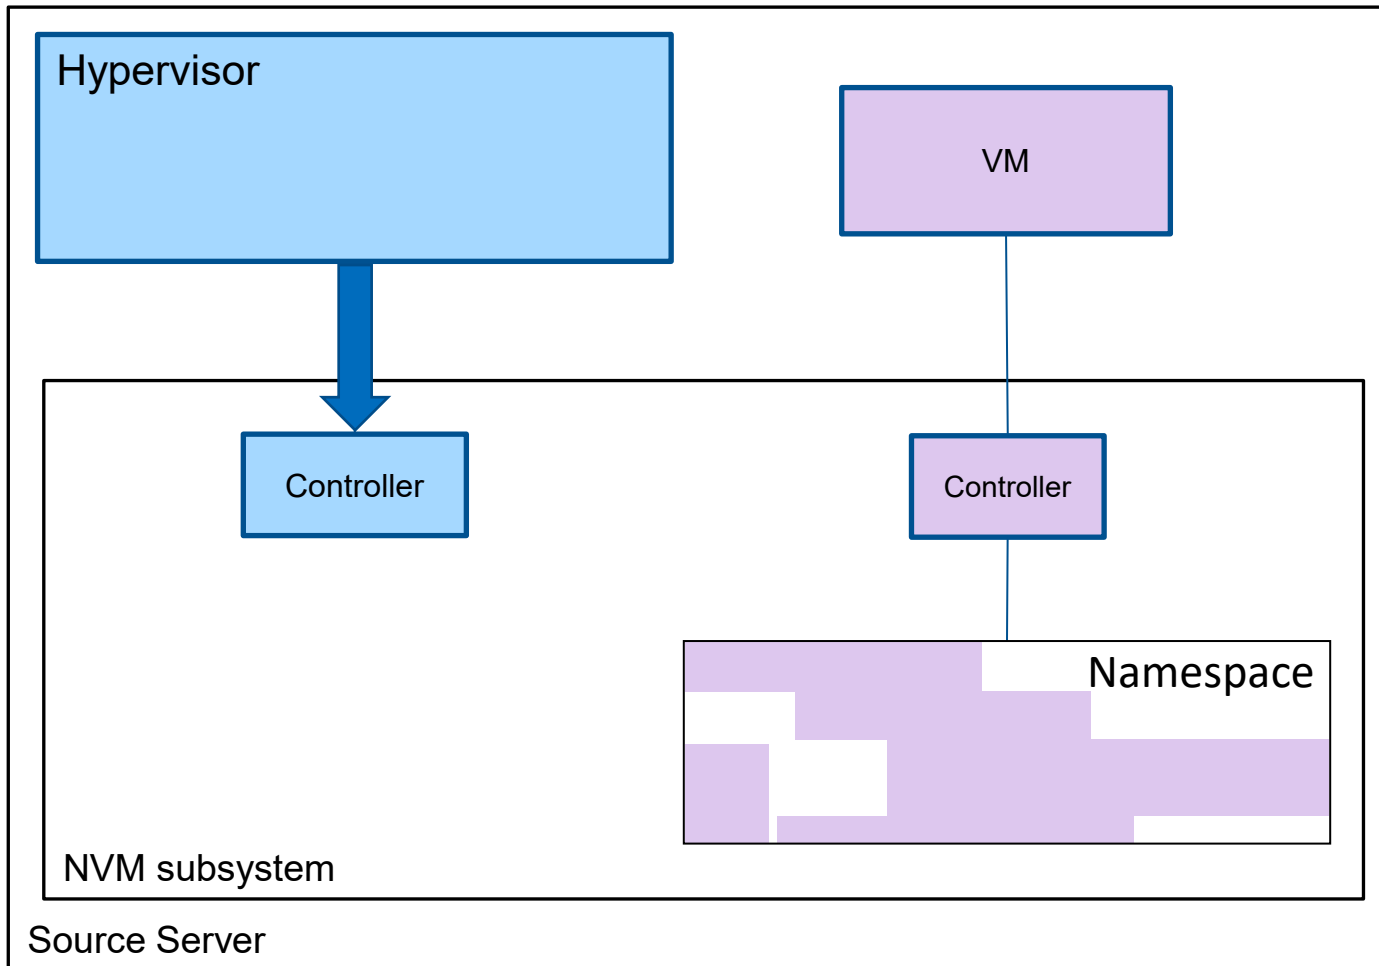 Hypervisor
VM
Controller
Controller
Namespace
NVM subsystem
Source Server